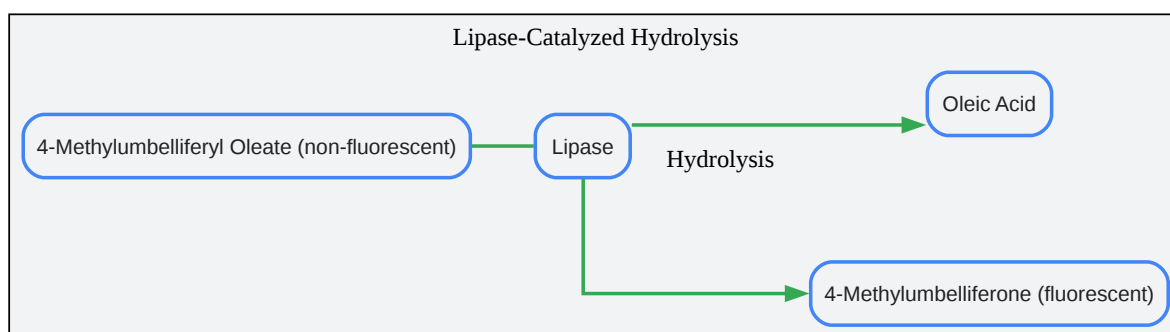 Lipase-Catalyzed Hydrolysis
Oleic Acid
4-Methylumbelliferyl Oleate (non-fluorescent)
Lipase
Hydrolysis
4-Methylumbelliferone (fluorescent)